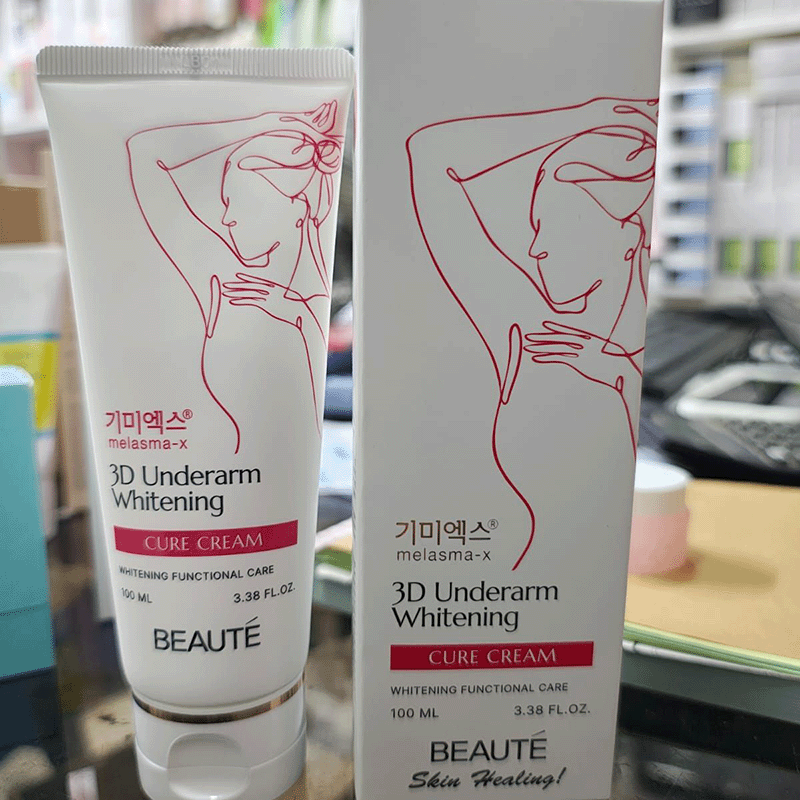 기미엑스®
melasma-x
3D Underarm
Whitening
CURE CREAM
WHITENING FUNCTIONAL CARE
100 ML 3.38 FL.OZ.
BEAUTÉ
기미엑스®
melasma-x
3D Underarm
Whitening
CURE CREAM
WHITENING FUNCTIONAL CARE
100 ML 3.38 FL.OZ.
BEAUTÉ
Skin Healing!